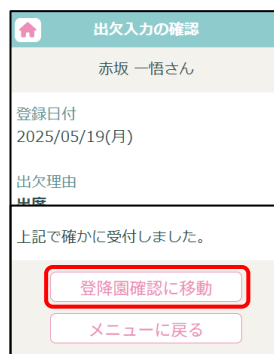 出欠入力の確認
赤坂 一悟さん
登録日付
2025/05/19(月)
出欠理由
出席
上記で確かに受付しました。
登降園確認に移動
メニューに戻る